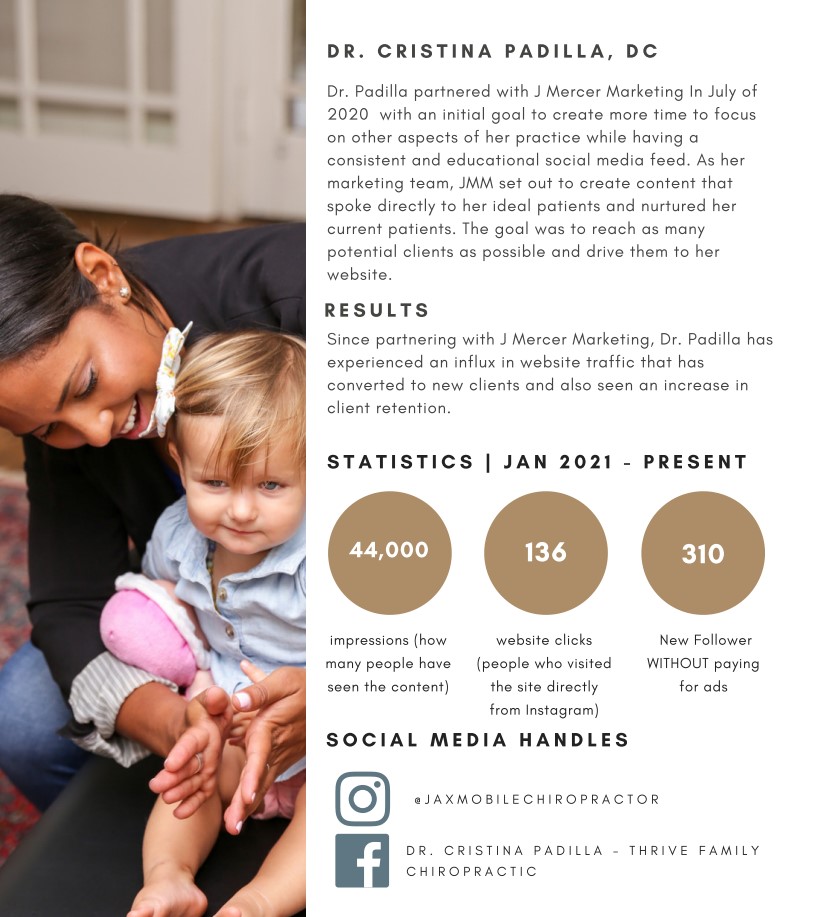 DR. CRISTINA PADILLA, DC
Dr. Padilla partnered with J Mercer Marketing In July of
2020 with an initial goal to create more time to focus
on other aspects of her practice while having a
consistent and educational social media feed. As her
marketing team, JMM set out to create content that
spoke directly to her ideal patients and nurtured her
current patients. The goal was to reach as many
potential clients as possible and drive them to her
website.
RESULTS
Since partnering with J Mercer Marketing, Dr. Padilla has
experienced an influx in website traffic that has
converted to new clients and also seen an increase in
client retention.
STATISTICS | JAN 2021 - PRESENT
44,000
impressions (how
many people have
seen the content)
136
website clicks
(people who visited
the site directly
from Instagram)
310
New Follower
WITHOUT paying
for ads
SOCIAL MEDIA HANDLES
@JAXMOBILECHIROPRACTOR
DR. CRISTINA PADILLA - THRIVE FAMILY
CHIROPRACTIC